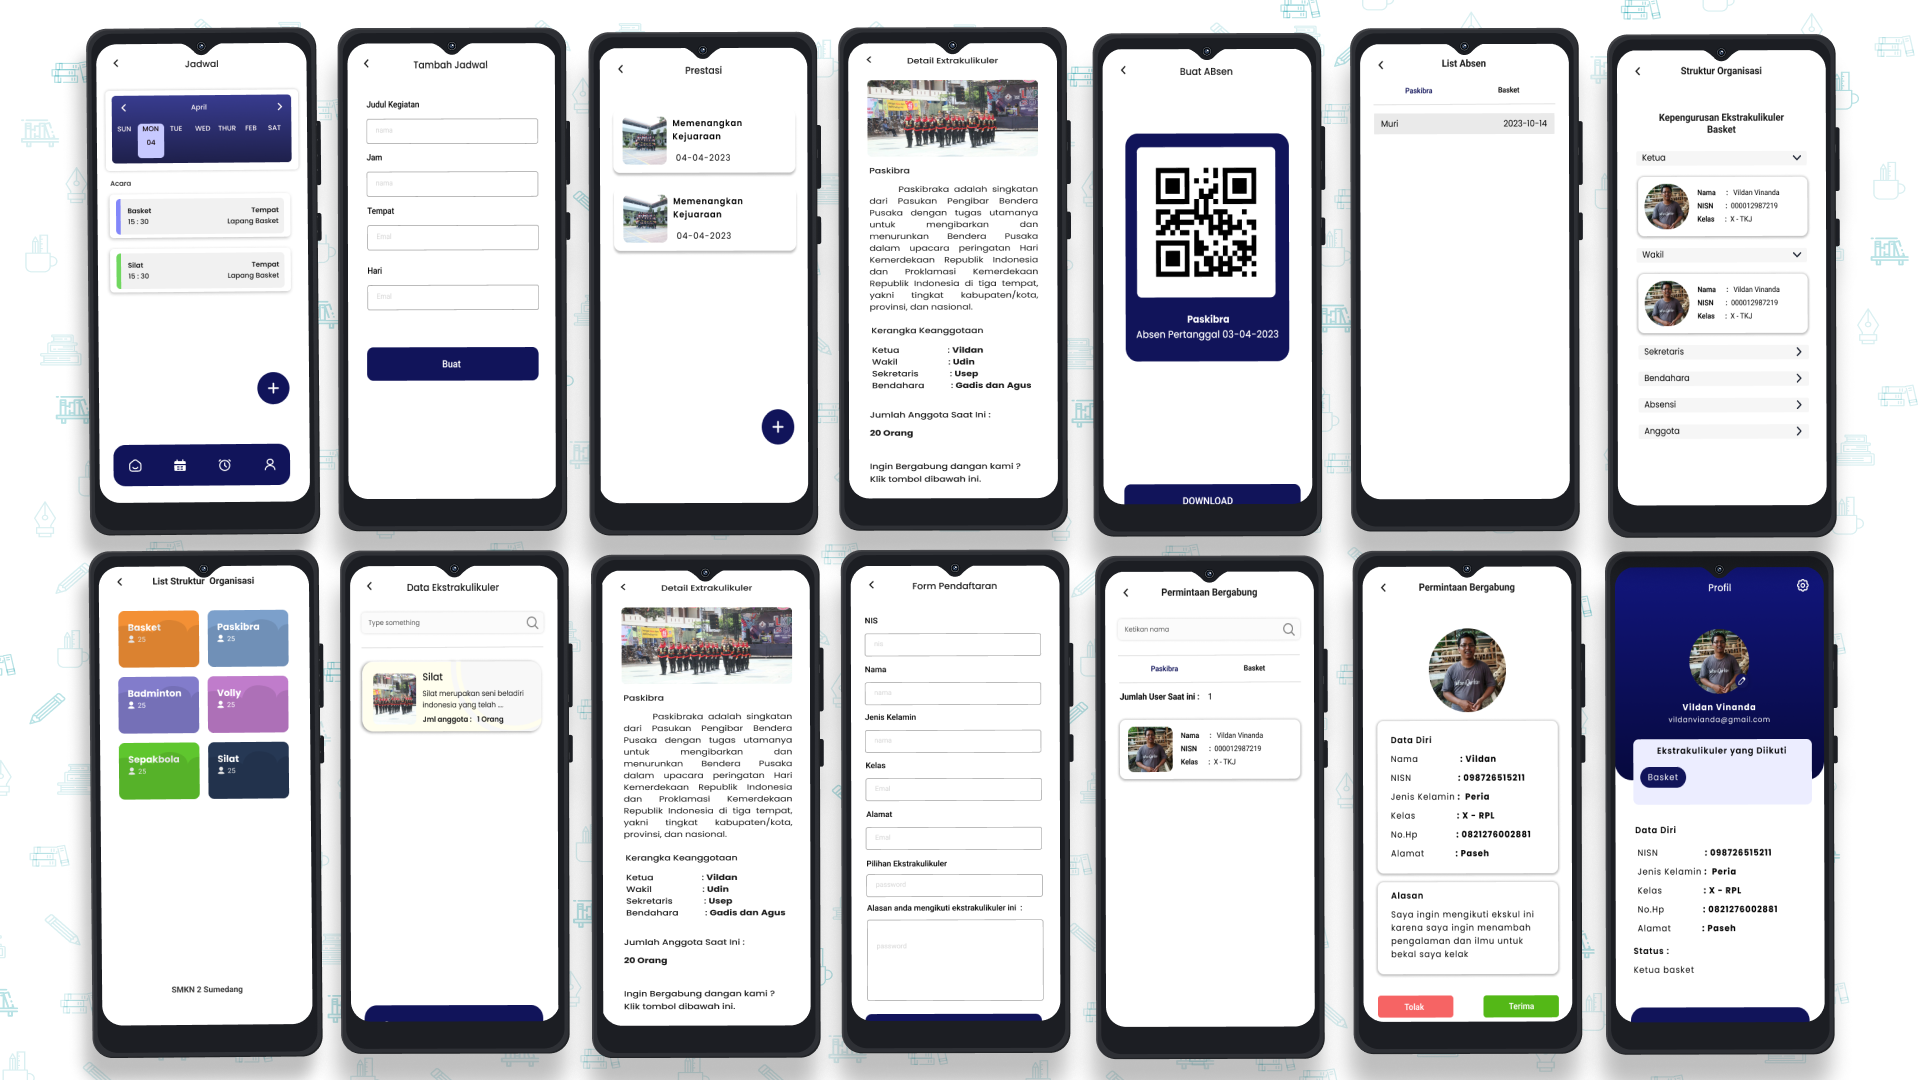 Jadwal
April
SUN MON TUE WED THUR FEB SAT
04
Acara
Basket Tempat
15 : 30 Lapang Basket
Silat Tempat
15 : 30 Lapang Basket
Tambah Jadwal
Judul Kegiatan
nama
Jam
nama
Tempat
Email
Hari
Email
Buat
Prestasi
Memenangkan
Kejuaraan
04-04-2023
Memenangkan
Kejuaraan
04-04-2023
Detail Extrakulikuler
Paskibra
Paskibraka adalah singkatan
dari Pasukan Pengibar Bendera
Pusaka dengan tugas utamanya
untuk mengibarkan dan
menurunkan Bendera Pusaka
dalam upacara peringatan Hari
Kemerdekaan Republik Indonesia
dan Proklamasi Kemerdekaan
Republik Indonesia di tiga tempat,
yakni tingkat kabupaten/kota,
provinsi, dan nasional.
Kerangka Keanggotaan
Ketua : Vildan
Wakil : Udin
Sekretaris : Usep
Bendahara : Gadis dan Agus
Jumlah Anggota Saat Ini :
20 Orang
Ingin Bergabung dangan kami ?
Klik tombol dibawah ini.
Buat ABsen
Paskibra
Absen Pertanggal 03-04-2023
DOWNLOAD
List Absen
Paskibra Basket
Muri 2023-10-14
Struktur Organisasi
Kepengurusan Ekstrakulikuler
Basket
Ketua
Nama : Vildan Vinanda
NISN : 000012987219
Kelas : X - TKJ
Wakil
Nama : Vildan Vinanda
NISN : 000012987219
Kelas : X - TKJ
Sekretaris
Bendahara
Absensi
Anggota
List Struktur Organisasi
Basket
25
Paskibra
25
Badminton
25
Volly
25
Sepakbola
25
Silat
25
SMKN 2 Sumedang
Data Ekstrakulikuler
Type something
Silat
Silat merupakan seni beladiri
indonesia yang telah ...
Jml anggota : 1 Orang
Detail Extrakulikuler
Paskibra
Paskibraka adalah singkatan
dari Pasukan Pengibar Bendera
Pusaka dengan tugas utamanya
untuk mengibarkan dan
menurunkan Bendera Pusaka
dalam upacara peringatan Hari
Kemerdekaan Republik Indonesia
dan Proklamasi Kemerdekaan
Republik Indonesia di tiga tempat,
yakni tingkat kabupaten/kota,
provinsi, dan nasional.
Kerangka Keanggotaan
Ketua : Vildan
Wakil : Udin
Sekretaris : Usep
Bendahara : Gadis dan Agus
Jumlah Anggota Saat Ini :
20 Orang
Ingin Bergabung dangan kami ?
Klik tombol dibawah ini.
Form Pendaftaran
NIS
Nis
Nama
nama
Jenis Kelamin
nama
Kelas
Email
Alamat
Email
Pilihan Ekstrakulikuler
password
Alasan anda mengikuti ekstrakulikuler ini :
password
Permintaan Bergabung
Ketikan nama
Paskibra Basket
Jumlah User Saat ini : 1
Nama : Vildan Vinanda
NISN : 000012987219
Kelas : X - TKJ
Permintaan Bergabung
Data Diri
Nama : Vildan
NISN : 098726515211
Jenis Kelamin : Peria
Kelas : X - RPL
No.Hp : 0821276002881
Alamat : Paseh
Alasan
Saya ingin mengikuti ekskul ini
karena saya ingin menambah
pengalaman dan ilmu untuk
bekal saya kelak
Tolak Terima
Profil
Vildan Vinanda
vildanvianda@gmail.com
Ekstrakulikuler yang Diikuti
Basket
Data Diri
NISN : 098726515211
Jenis Kelamin : Peria
Kelas : X - RPL
No.Hp : 0821276002881
Alamat : Paseh
Status :
Ketua basket